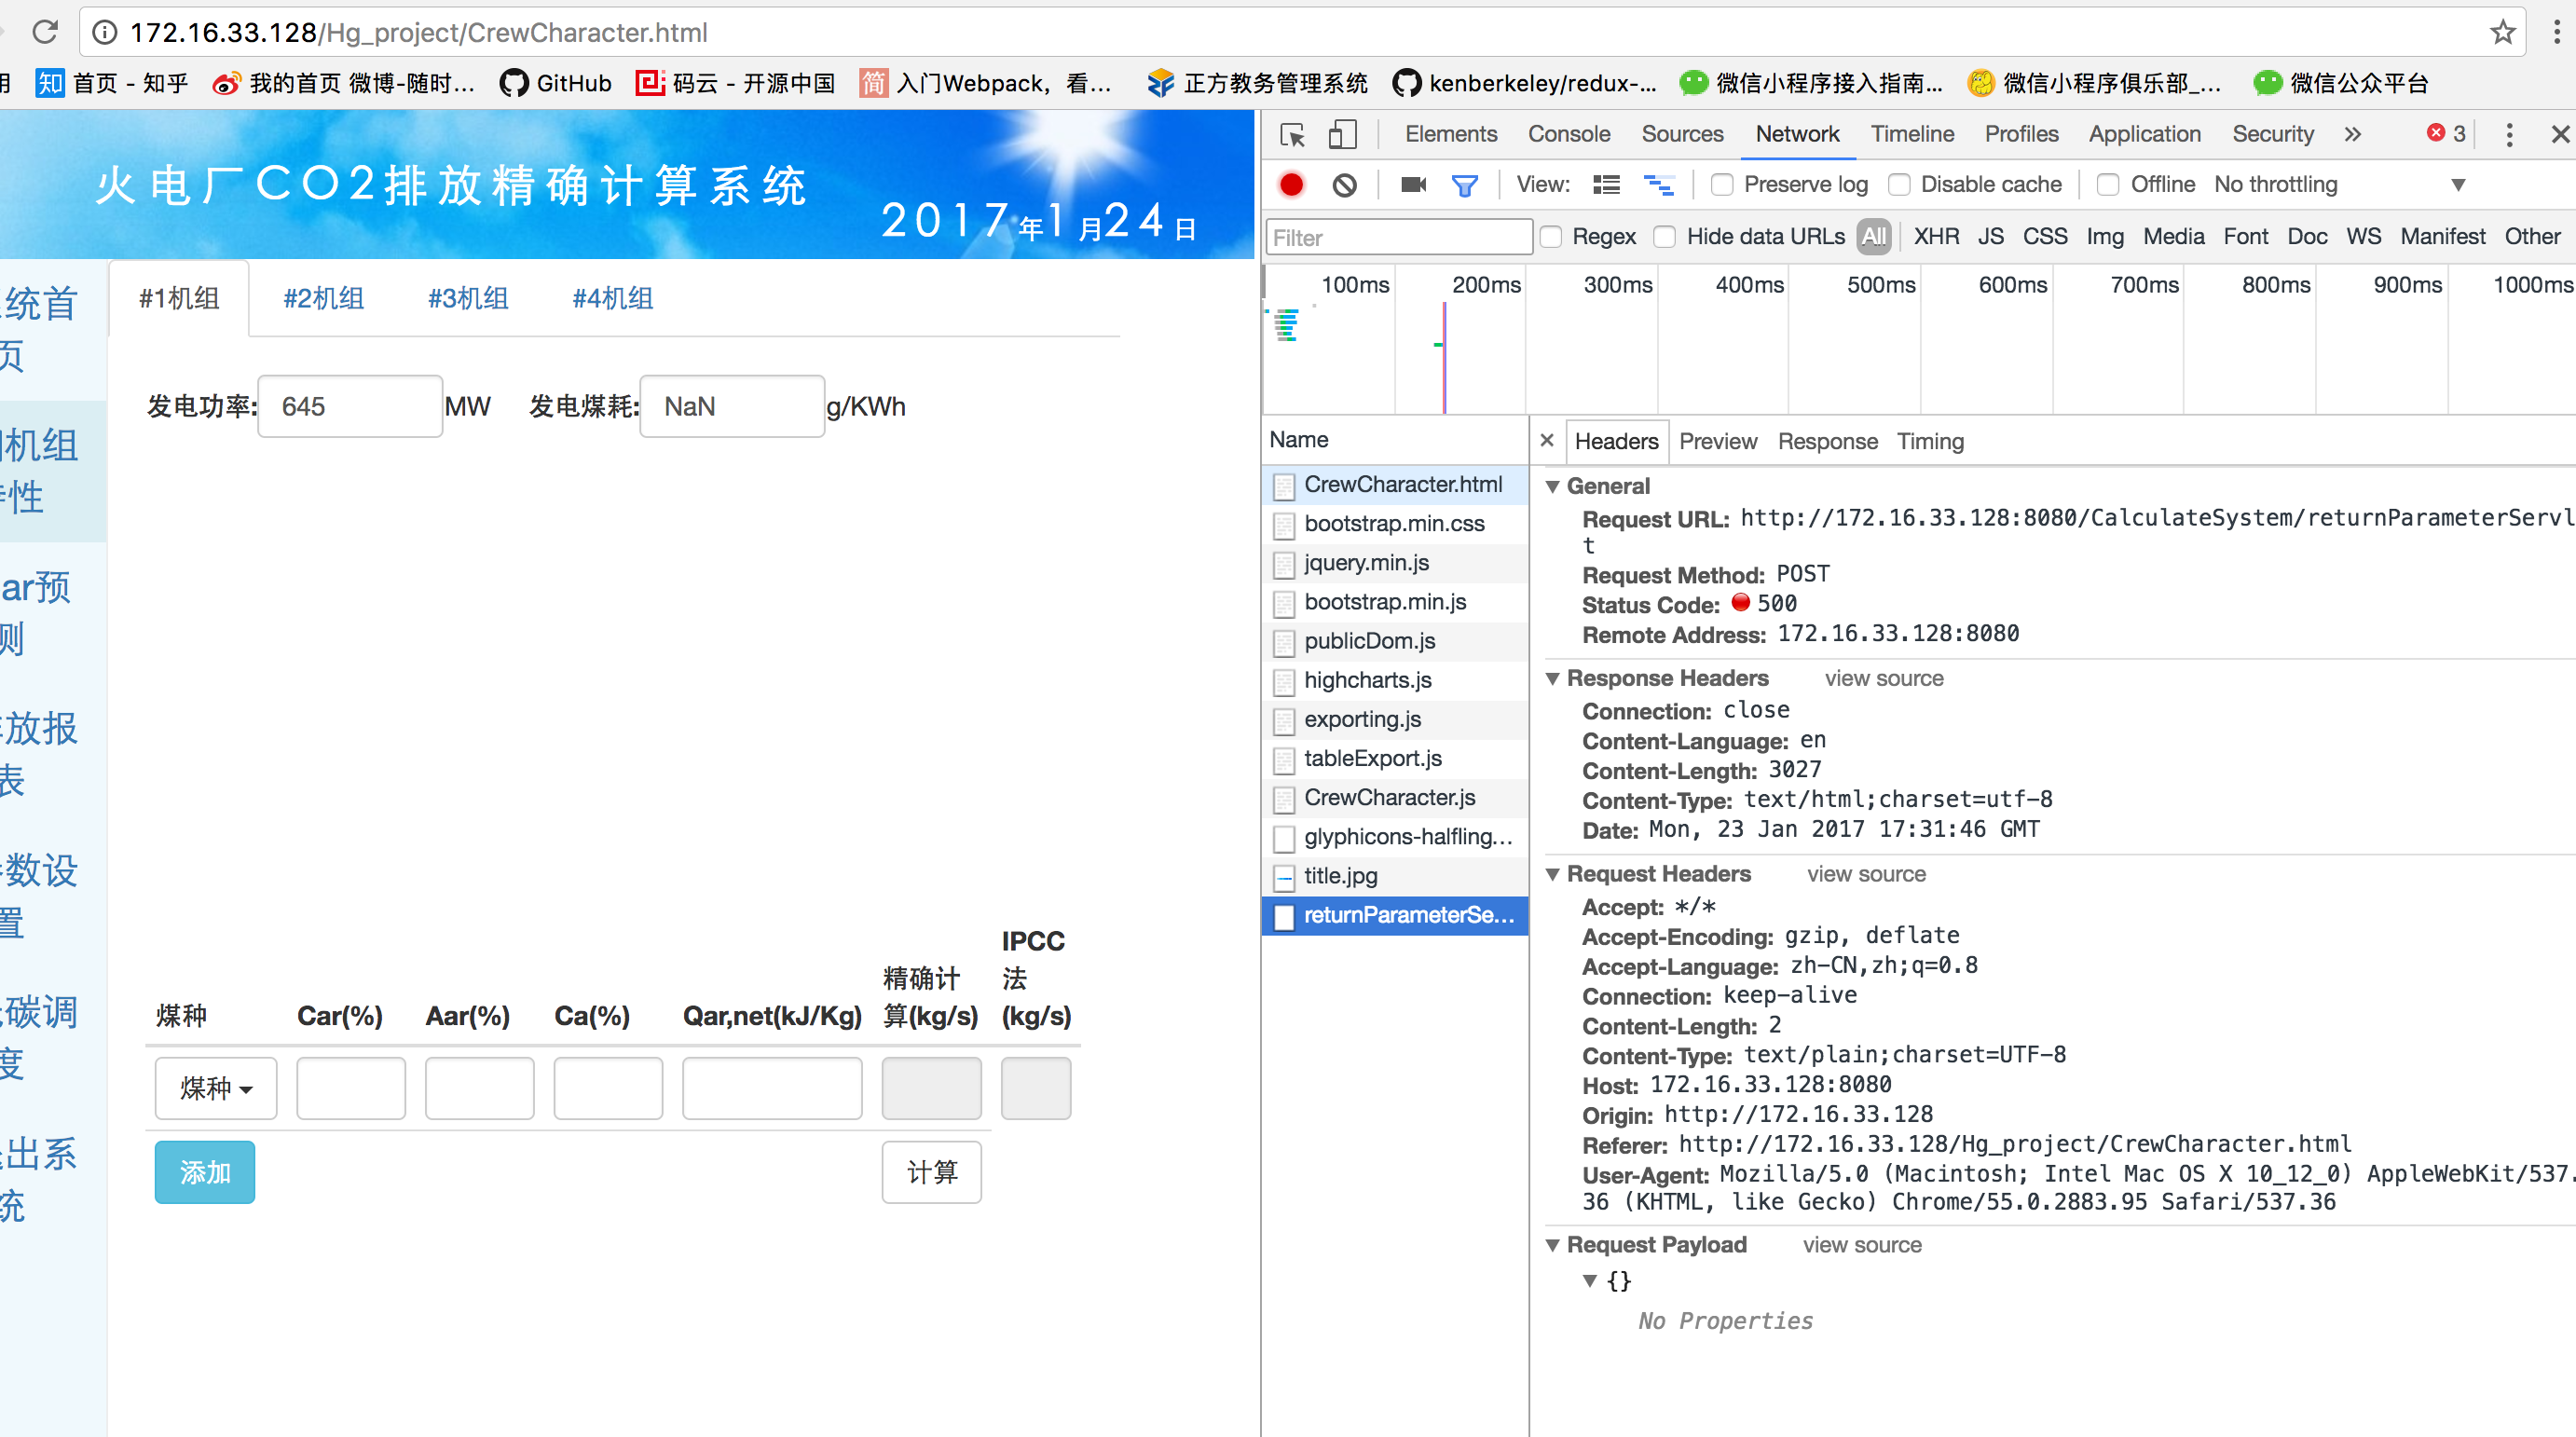 172.16.33.128/Hg_project/CrewCharacter.html
用 知 首页 - 知乎 我的首页 微博-随时... GitHub 码云 - 开源中国 简 入门Webpack，看... 正方教务管理系统 kenberkeley/redux-... 微信小程序接入指南... 微信小程序俱乐部_... 微信公众平台
火电厂CO2排放精确计算系统
2017年1月24日
#1机组 #2机组 #3机组 #4机组
统首
页
机组
性
ar预
测
放报
表
数设
置
碳调
度
出系
统
发电功率: 645 MW 发电煤耗: NaN g/KWh
煤种 Car(%) Aar(%) Ca(%) Qar,net(kJ/Kg) 精确计算(kg/s) IPCC法(kg/s)
煤种
添加 计算
Elements Console Sources Network Timeline Profiles Application Security » 3
View: Preserve log Disable cache Offline No throttling
Filter Regex Hide data URLs All XHR JS CSS Img Media Font Doc WS Manifest Other
100ms 200ms 300ms 400ms 500ms 600ms 700ms 800ms 900ms 1000ms
Name
CrewCharacter.html
bootstrap.min.css
jquery.min.js
bootstrap.min.js
publicDom.js
highcharts.js
exporting.js
tableExport.js
CrewCharacter.js
glyphicons-halfling...
title.jpg
returnParameterSe...
× Headers Preview Response Timing
General
Request URL: http://172.16.33.128:8080/CalculateSystem/returnParameterServl
t
Request Method: POST
Status Code: 500
Remote Address: 172.16.33.128:8080
Response Headers view source
Connection: close
Content-Language: en
Content-Length: 3027
Content-Type: text/html;charset=utf-8
Date: Mon, 23 Jan 2017 17:31:46 GMT
Request Headers view source
Accept: */*
Accept-Encoding: gzip, deflate
Accept-Language: zh-CN,zh;q=0.8
Connection: keep-alive
Content-Length: 2
Content-Type: text/plain;charset=UTF-8
Host: 172.16.33.128:8080
Origin: http://172.16.33.128
Referer: http://172.16.33.128/Hg_project/CrewCharacter.html
User-Agent: Mozilla/5.0 (Macintosh; Intel Mac OS X 10_12_0) AppleWebKit/537.
36 (KHTML, like Gecko) Chrome/55.0.2883.95 Safari/537.36
Request Payload view source
{}
No Properties